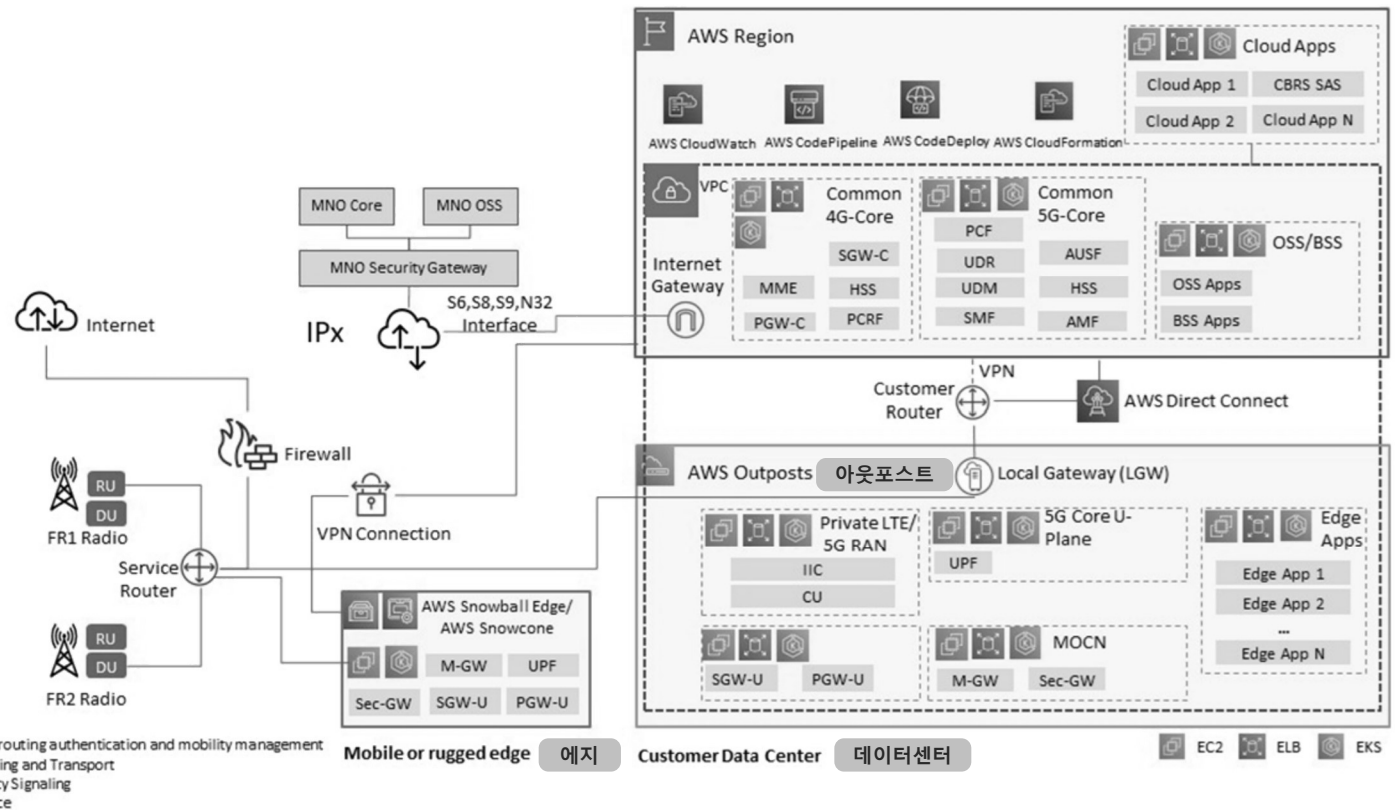 AWS Region
Cloud Apps
Cloud App 1
CBRS SAS
Cloud App 2
Cloud App N
AWS CloudWatch
AWS CodePipeline
AWS CodeDeploy
AWS CloudFormation
VPC
Common
4G-Core
SGW-C
MME
HSS
PGW-C
PCRF
Common
5G-Core
PCF
UDR
AUSF
UDM
HSS
SMF
AMF
OSS/BSS
OSS Apps
BSS Apps
Internet
Gateway
MNO Core
MNO OSS
MNO Security Gateway
S6,S8,S9,N32
Interface
IPx
Internet
Firewall
VPN
Customer
Router
AWS Direct Connect
RU
DU
FR1 Radio
VPN Connection
Service
Router
RU
DU
FR2 Radio
AWS Snowball Edge/
AWS Snowcone
M-GW
UPF
Sec-GW
SGW-U
PGW-U
AWS Outposts
아웃포스트
Local Gateway (LGW)
Private LTE/
5G RAN
IIC
CU
5G Core U-
Plane
UPF
Edge
Apps
Edge App 1
Edge App 2
...
Edge App N
SGW-U
PGW-U
MOCN
M-GW
Sec-GW
Mobile or rugged edge
에지
Customer Data Center
데이터센터
EC2
ELB
EKS
routing authentication and mobility management
ing and Transport
ty Signaling